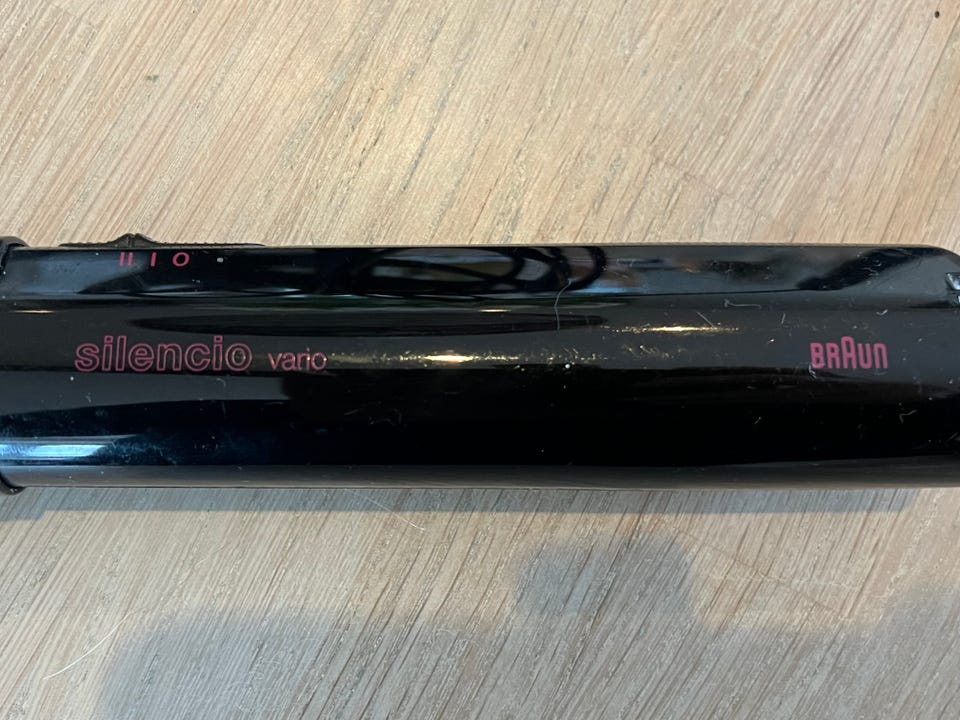 II I O
silencio vario
BRAUN